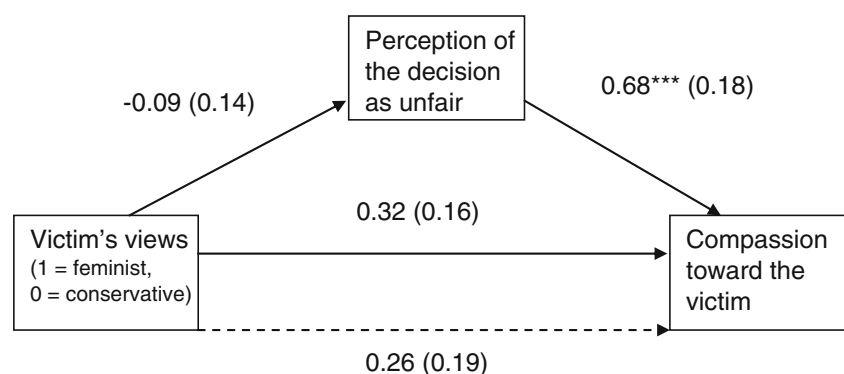 Perception of
the decision
as unfair
-0.09 (0.14)
0.68*** (0.18)
0.32 (0.16)
Victim's views
(1 = feminist,
0 = conservative)
Compassion
toward the
victim
0.26 (0.19)